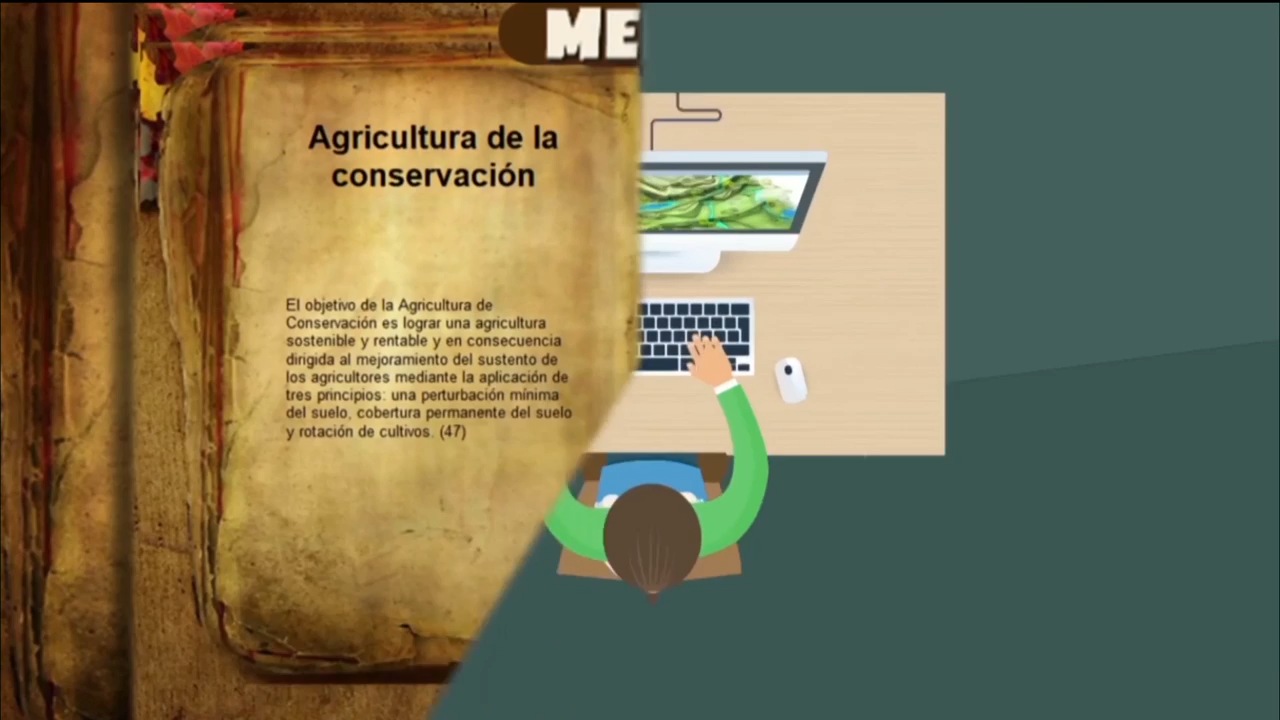 ME
Agricultura de la
conservación
El objetivo de la Agricultura de
Conservación es lograr una agricultura
sostenible y rentable y en consecuencia
dirigida al mejoramiento del sustento de
los agricultores mediante la aplicación de
tres principios: una perturbación mínima
del suelo, cobertura permanente del suelo
y rotación de cultivos. (47)